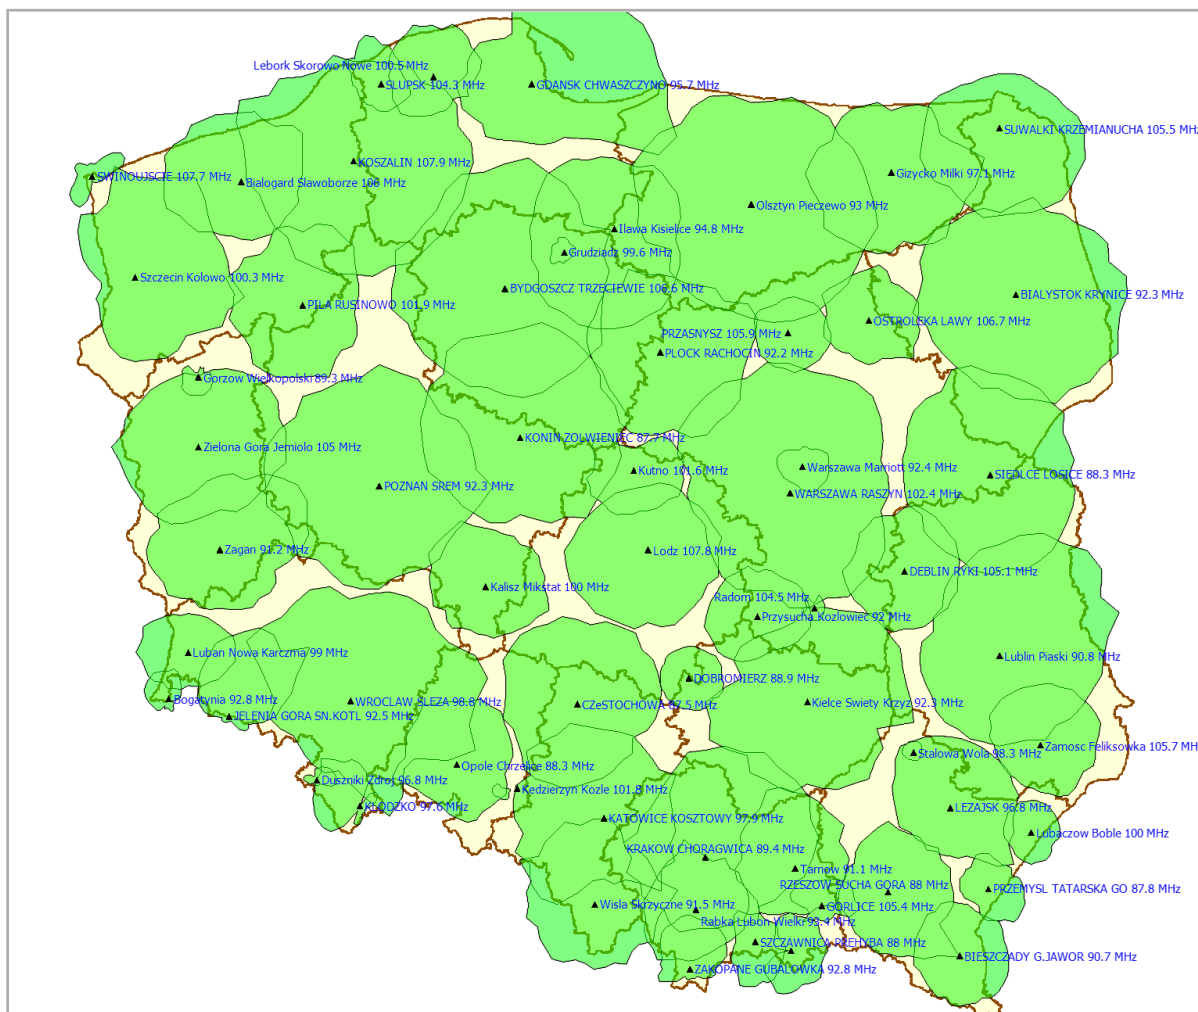 Lebork Skorowo Nowe 100.5 MHz
SLUPSK 104.3 MHz
GDANSK CHWASZCZYNO 95.7 MHz
SUWALKI KRZEMIANUCHA 105.5 MHz
KOSZALIN 107.9 MHz
Gizycko Milki 97.1 MHz
SWINOUJSCIE 107.7 MHz
Bialogard Slawoborze 106 MHz
Olsztyn Pieczewo 93 MHz
Ilawa Kisielice 94.8 MHz
Grudziadz 99.6 MHz
Szczecin Kolowo 100.3 MHz
BYDGOSZCZ TRZECIEWIE 106.6 MHz
BIALYSTOK KRYNICE 92.3 MHz
PILA RUSINOWO 101.9 MHz
OSTROLEKA LAWY 106.7 MHz
PRZASNYSZ 105.9 MHz
PLOCK RACHOCIN 92.2 MHz
Gorzow Wielkopolski 89.3 MHz
KONIN ZOLWIENIEC 87.7 MHz
Zielona Gora Jemiolo 105 MHz
Kutno 101.6 MHz
Warszawa Marriott 92.4 MHz
SIEDLCE LOSICE 88.3 MHz
POZNAN SREM 92.3 MHz
WARSZAWA RASZYN 102.4 MHz
Zagan 91.2 MHz
Lodz 107.8 MHz
DEBLIN RYKI 105.1 MHz
Kalisz Mikstat 100 MHz
Radom 104.5 MHz
Przysucha Kozlowiec 92 MHz
Luban Nowa Karczma 99 MHz
Lublin Piaski 90.8 MHz
DOBROMIERZ 88.9 MHz
Bogatynia 92.8 MHz
WROCLAW SLEZA 98.8 MHz
CZeSTOCHOWA 87.5 MHz
Kielce Swiety Krzyz 92.3 MHz
JELENIA GORA SN.KOTL 92.5 MHz
Zamosc Feliksowka 105.7 MHz
Stalowa Wola 98.3 MHz
Opole Chrzelice 88.3 MHz
Duszniki Zdroj 96.8 MHz
Kedzierzyn Kozle 101.8 MHz
KLODZKO 97.6 MHz
LEZAJSK 96.8 MHz
KATOWICE KOSZTOWY 97.9 MHz
Lubaczow Boble 100 MHz
KRAKOW CHORAGWICA 89.4 MHz
Tarnow 91.1 MHz
RZESZOW SUCHA GORA 88 MHz
PRZEMYSL TATARSKA GO 87.8 MHz
Wisla Skrzyczne 91.5 MHz
GORLICE 105.4 MHz
Rabka Lubon Wielki 93.4 MHz
SZCZAWNICA PREHYBA 88 MHz
BIESZCZADY G.JAWOR 90.7 MHz
ZAKOPANE GUBALOWKA 92.8 MHz